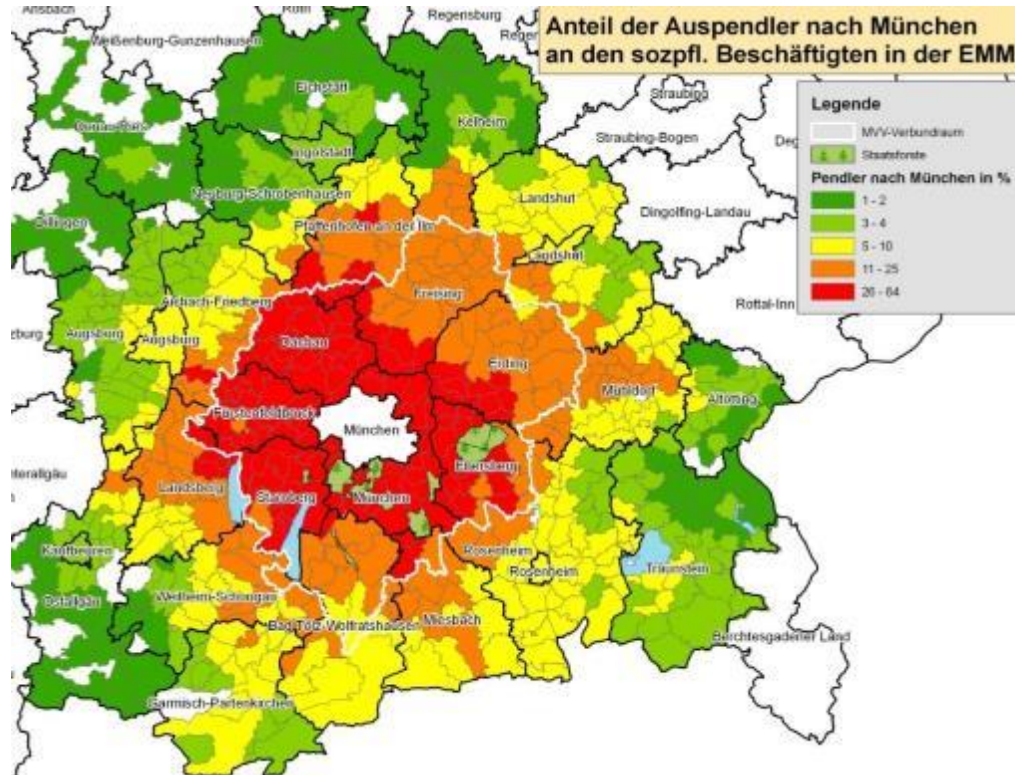 Anteil der Auspendler nach München
an den sozpfl. Beschäftigten in der EMM
Legende
MVV-Verbundraum
Staatsforste
Pendler nach München in %
1 - 2
3 - 4
5 - 10
11 - 25
26 - 64
Ansbach
Roth
Regensburg
Weißenburg-Gunzenhausen
Eichstätt
Kelheim
Straubing
Straubing-Bogen
Ingolstadt
Neuburg-Schrobenhausen
Landshut
Dillingen
Dingolfing-Landau
Pfaffenhofen an der Ilm
Landshut
Freising
Rottal-Inn
Aichach-Friedberg
Augsburg
Augsburg
Dachau
Erding
Mühldorf
Altötting
Fürstenfeldbruck
München
Ebersberg
Landsberg
Starnberg
München
Kaufbeuren
Rosenheim
Rosenheim
Traunstein
Ostallgäu
Weilheim-Schongau
Bad Tölz-Wolfratshausen
Miesbach
Berchtesgadener Land
Garmisch-Partenkirchen